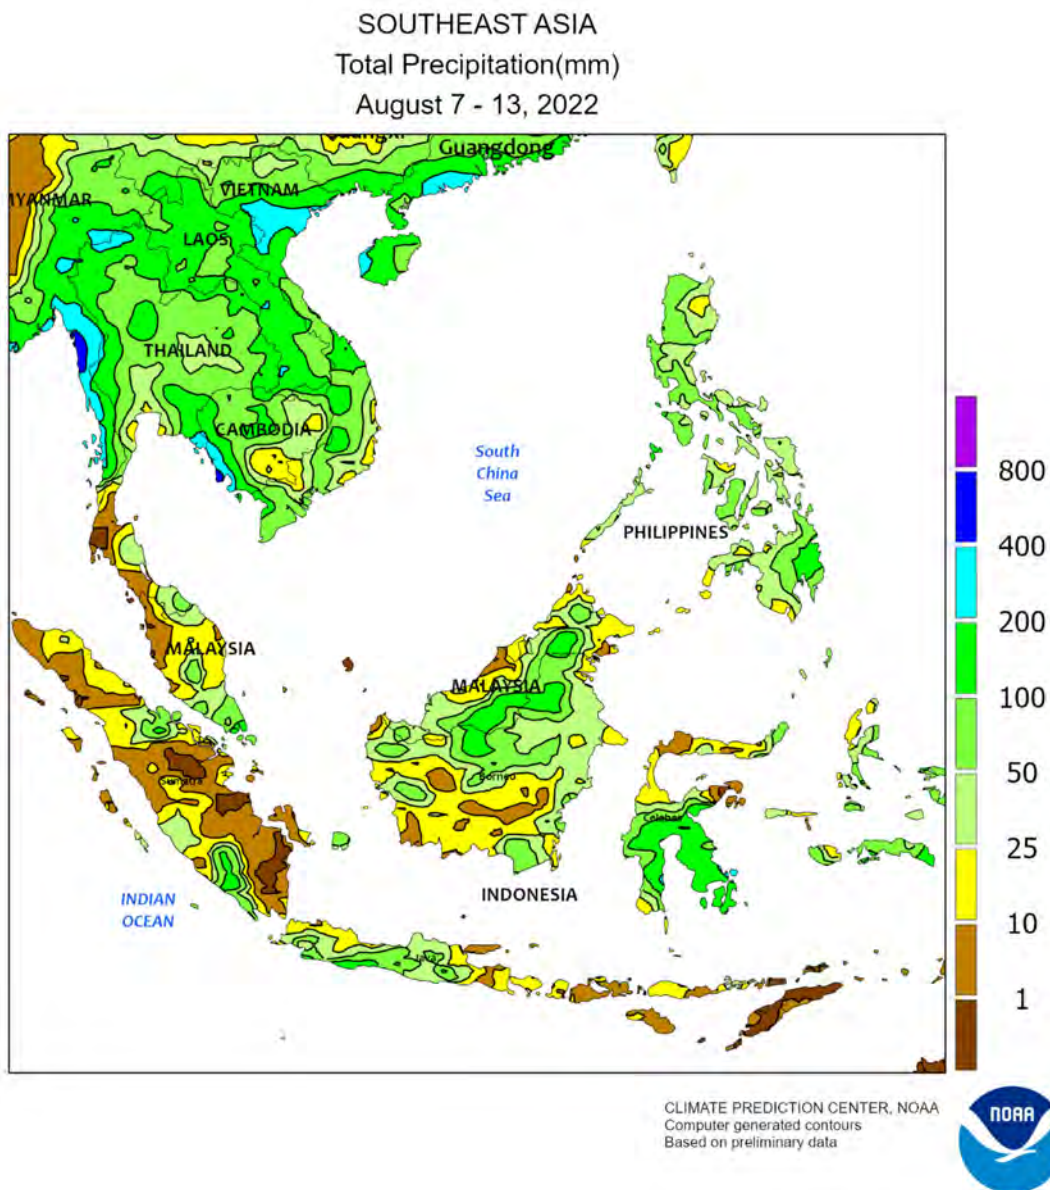 SOUTHEAST ASIA
Total Precipitation(mm)
August 7 - 13, 2022
Guangdong
VIETNAM
MYANMAR
LAOS
THAILAND
CAMBODIA
South
China
Sea
PHILIPPINES
MALAYSIA
MALAYSIA
Borneo
Sumatra
Celebes
INDONESIA
INDIAN
OCEAN
Java
800
400
200
100
50
25
10
1
CLIMATE PREDICTION CENTER, NOAA
Computer generated contours
Based on preliminary data
NOAA